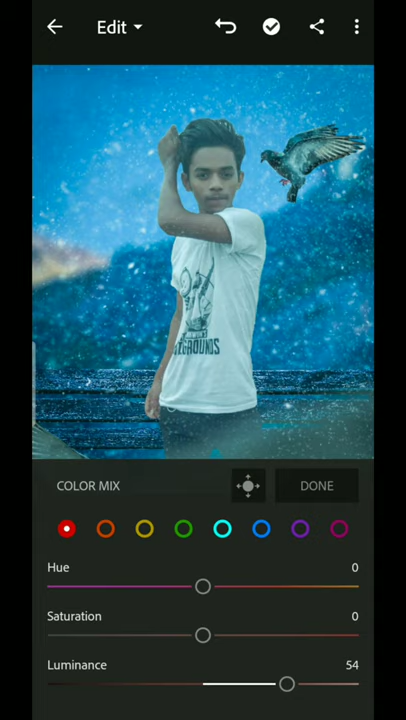 Edit
COLOR MIX
DONE
Hue 0
Saturation 0
Luminance 54